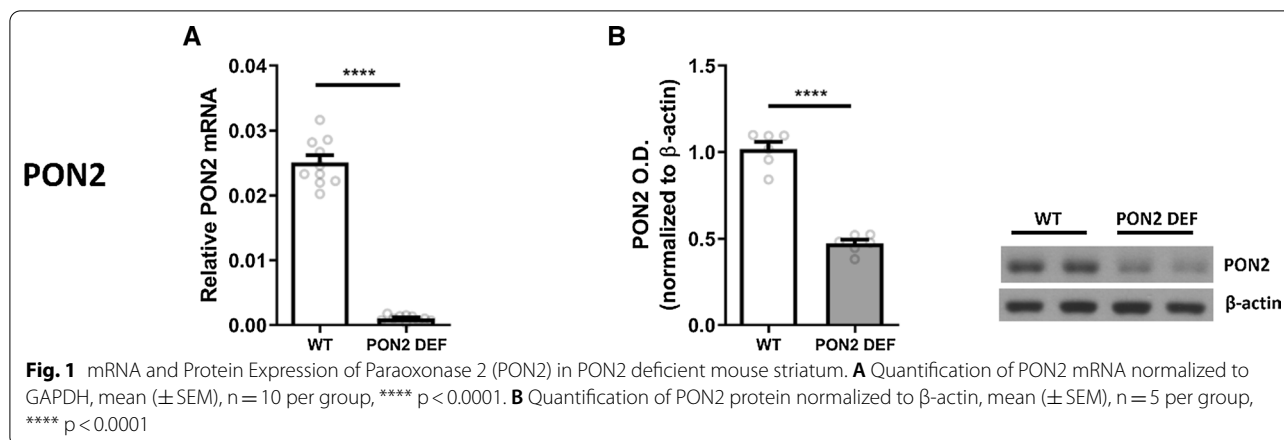 A
B
PON2
Relative PON2 mRNA
0.04
0.03
0.02
0.01
0.00
****
WT
PON2 DEF
PON2 O.D.
(normalized to β-actin)
1.5
1.0
0.5
0.0
****
WT
PON2 DEF
WT
PON2 DEF
PON2
β-actin
Fig. 1 mRNA and Protein Expression of Paraoxonase 2 (PON2) in PON2 deficient mouse striatum. A Quantification of PON2 mRNA normalized to
GAPDH, mean (± SEM), n = 10 per group, **** p < 0.0001. B Quantification of PON2 protein normalized to β-actin, mean (± SEM), n = 5 per group,
**** p < 0.0001